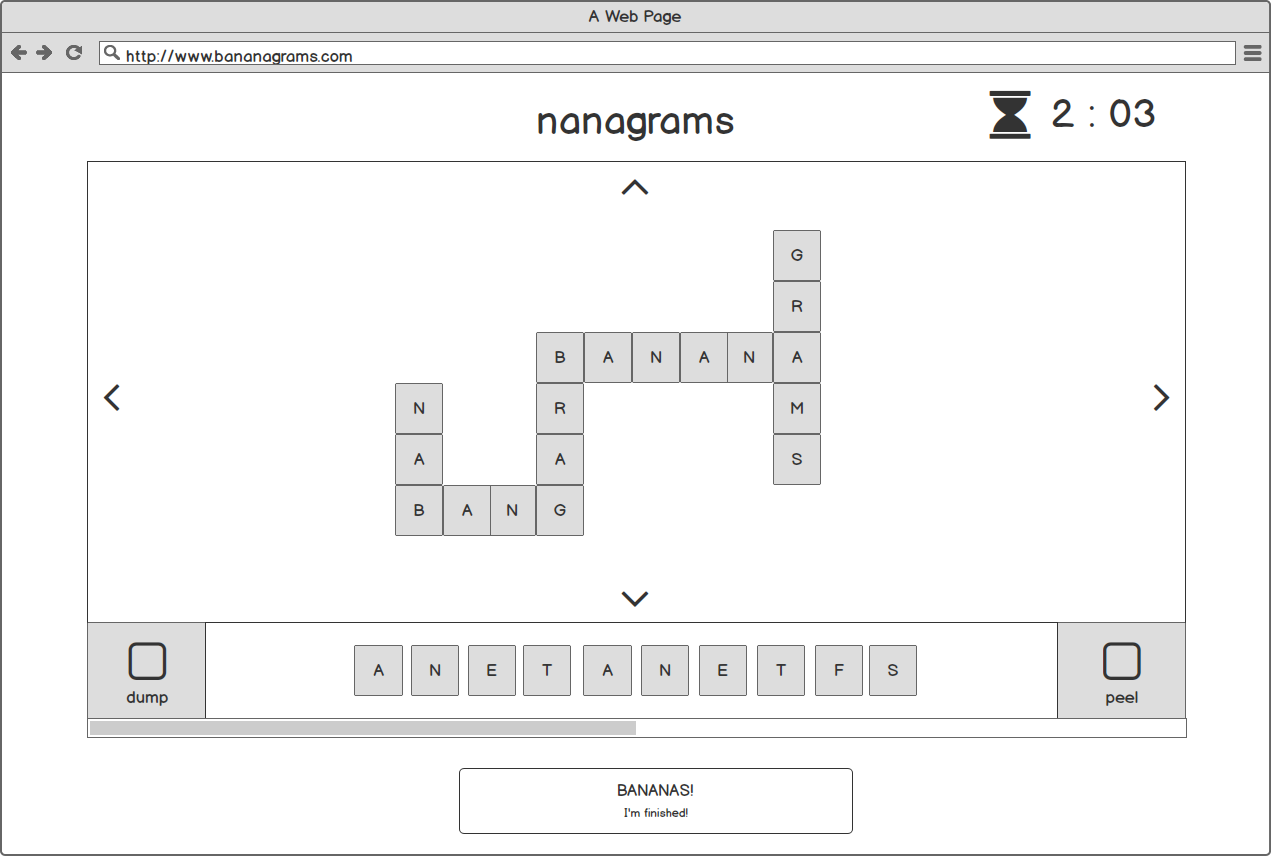 A Web Page
http://www.bananagrams.com
nanagrams
2 : 03
G
R
B A N A N A
N R M
A A S
B A N G
A N E T A N E T F S
dump
peel
BANANAS!
I'm finished!